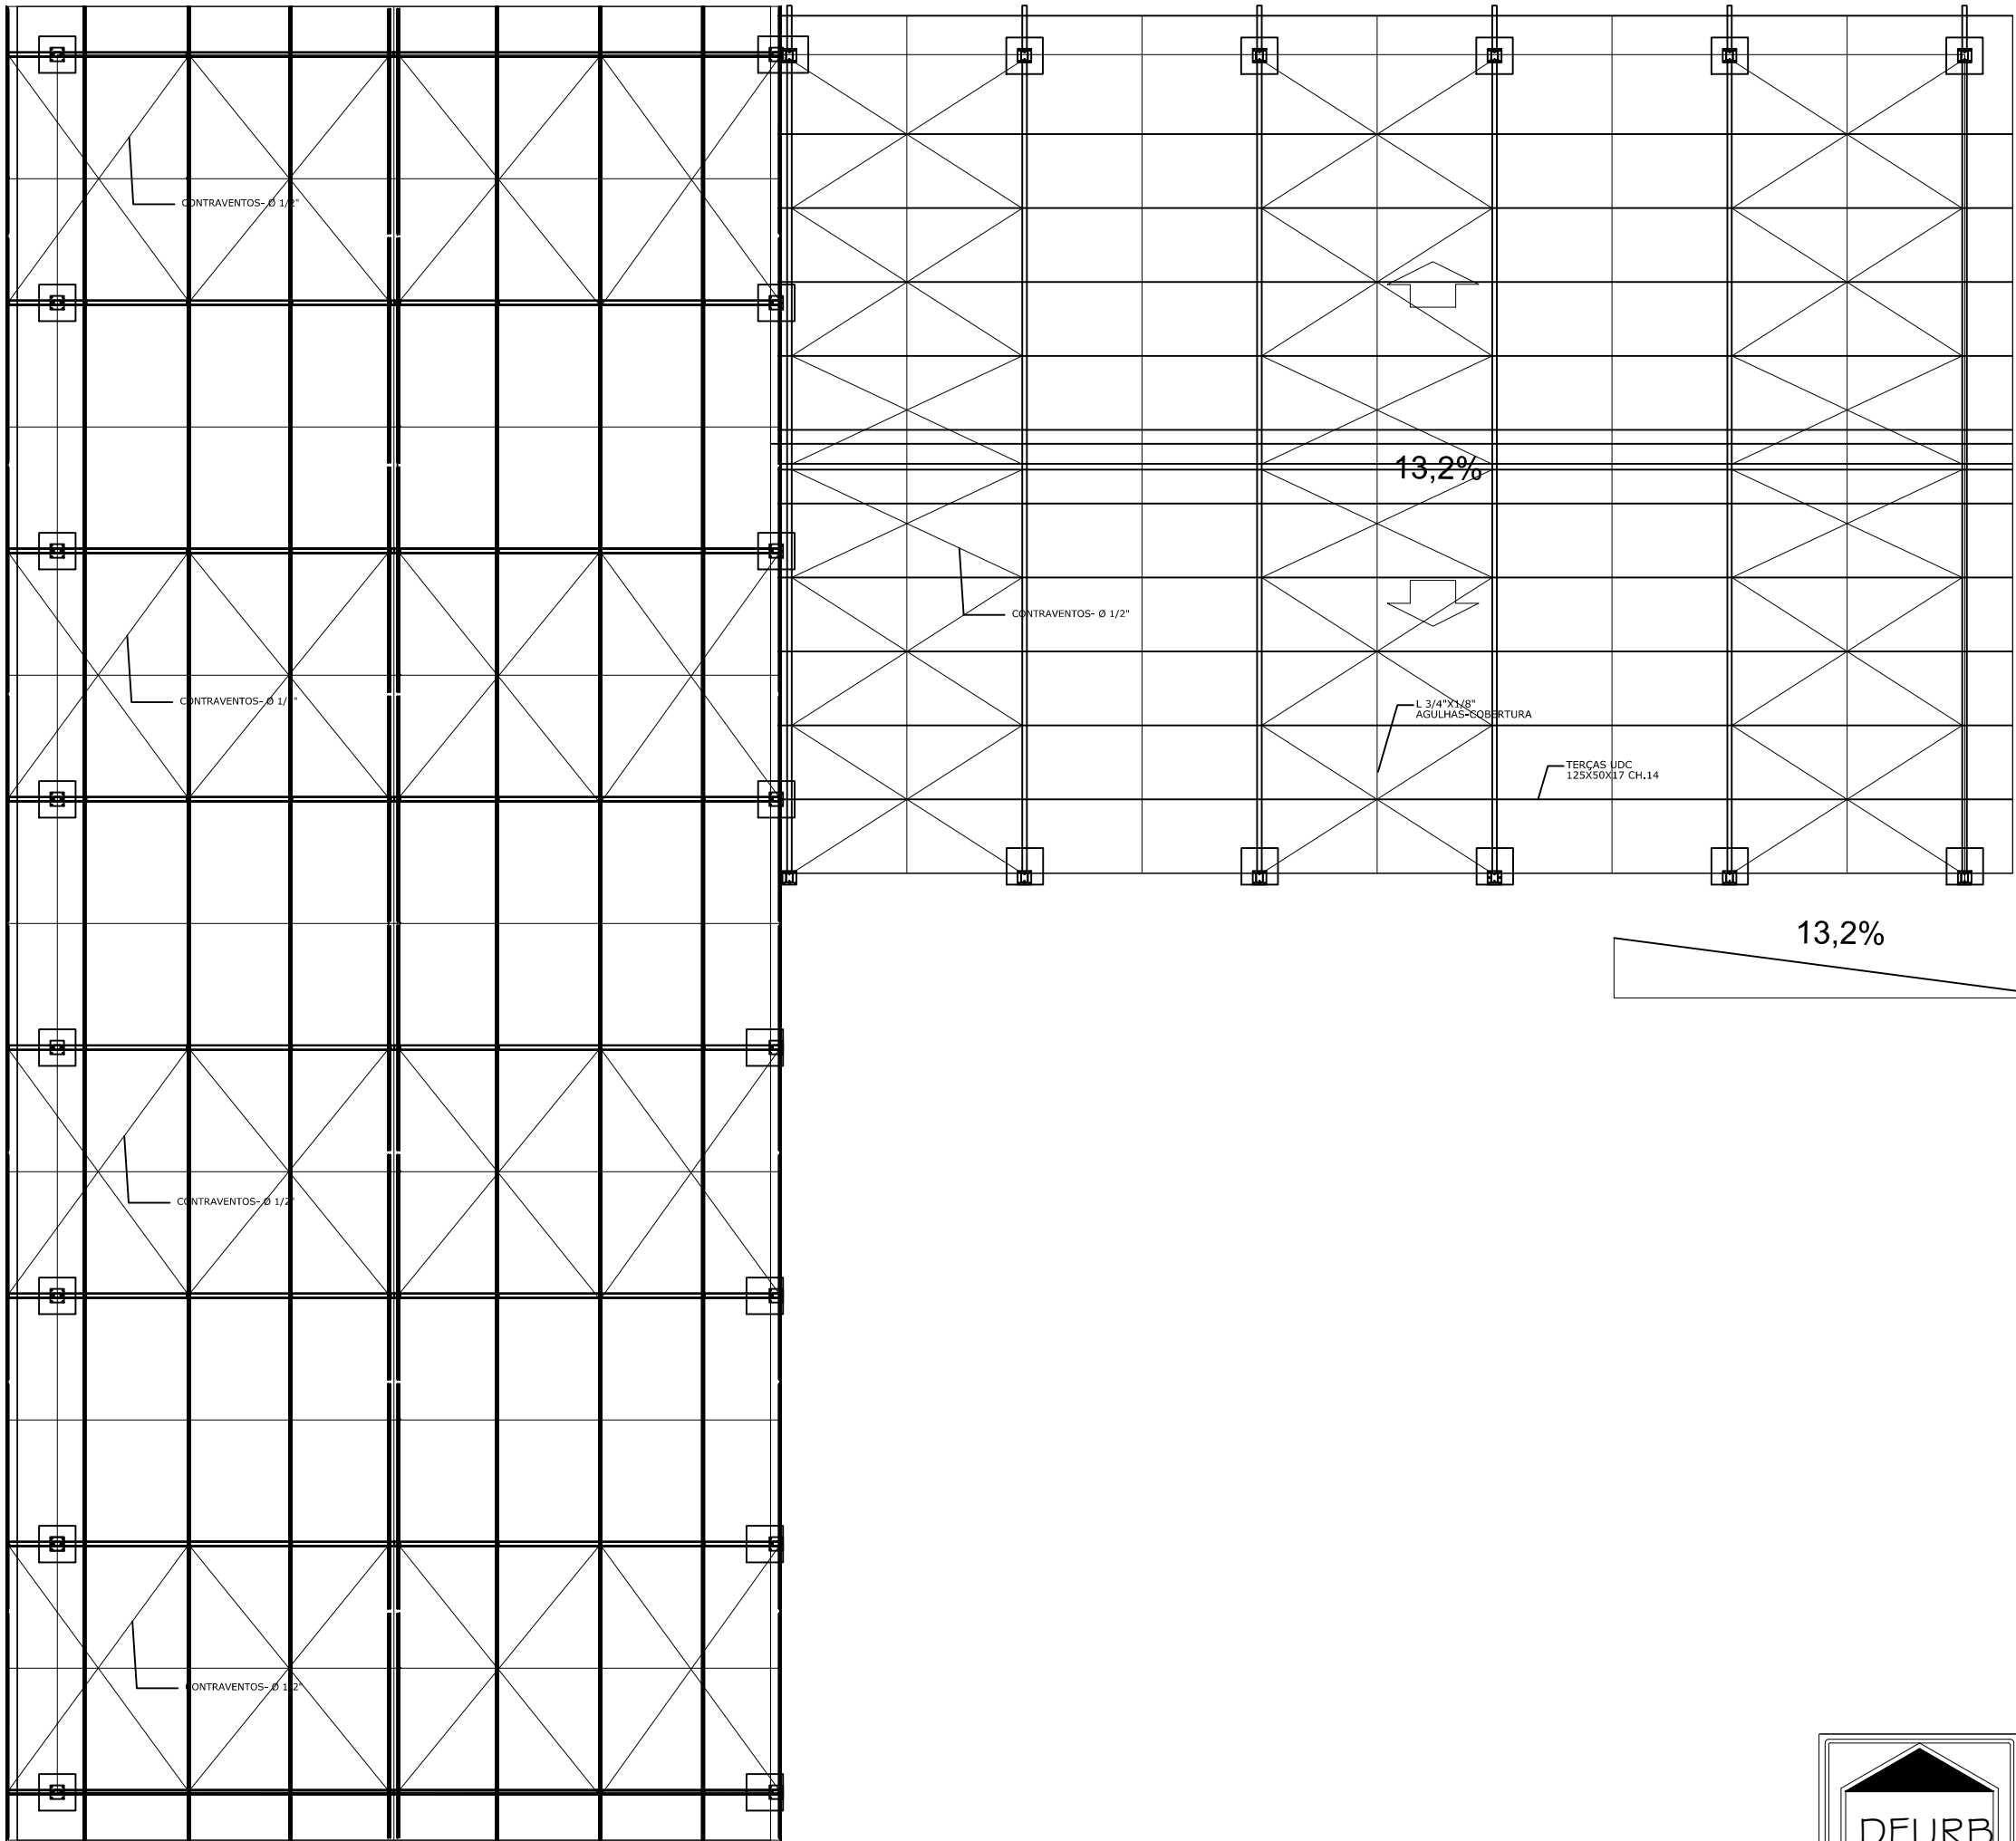 CONTRAVENTOS- Ø 1/2"
13,2%
CONTRAVENTOS- Ø 1/2"
CONTRAVENTOS- Ø 1/2"
L 3/4"X1/8"
AGULHAS-COBERTURA
TERÇAS UDC
125X50X17 CH.14
13,2%
CONTRAVENTOS- Ø 1/2"
CONTRAVENTOS- Ø 1/2"
DEURB